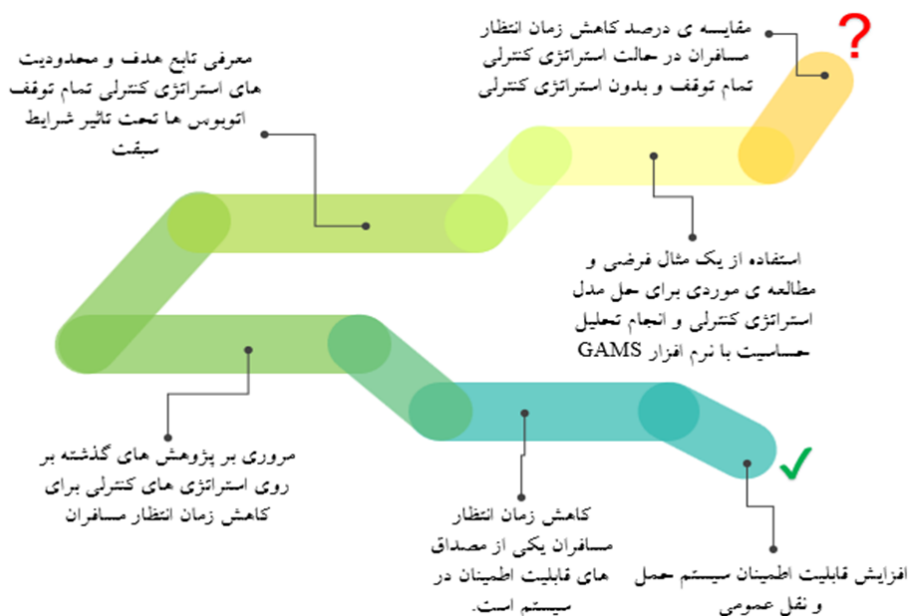 مقایسه ی درصد کاهش زمان انتظار
مسافران در حالت استراتژی کنترلی
تمام توقف و بدون استراتژی کنترلی
?
معرفی تابع هدف و محدودیت
های استراتژی کنترلی تمام توقف
اتوبوس ها تحت تاثیر شرایط
سبقت
استفاده از یک مثال فرضی و
مطالعه ی موردی برای حل مدل
استراتژی کنترلی و انجام تحلیل
حساسیت با نرم افزار GAMS
مروری بر پژوهش های گذشته بر
روی استراتژی های کنترلی برای
کاهش زمان انتظار مسافران
کاهش زمان انتظار
مسافران یکی از مصداق
های قابلیت اطمینان در
سیستم است.
افزایش قابلیت اطمینان سیستم حمل
و نقل عمومی